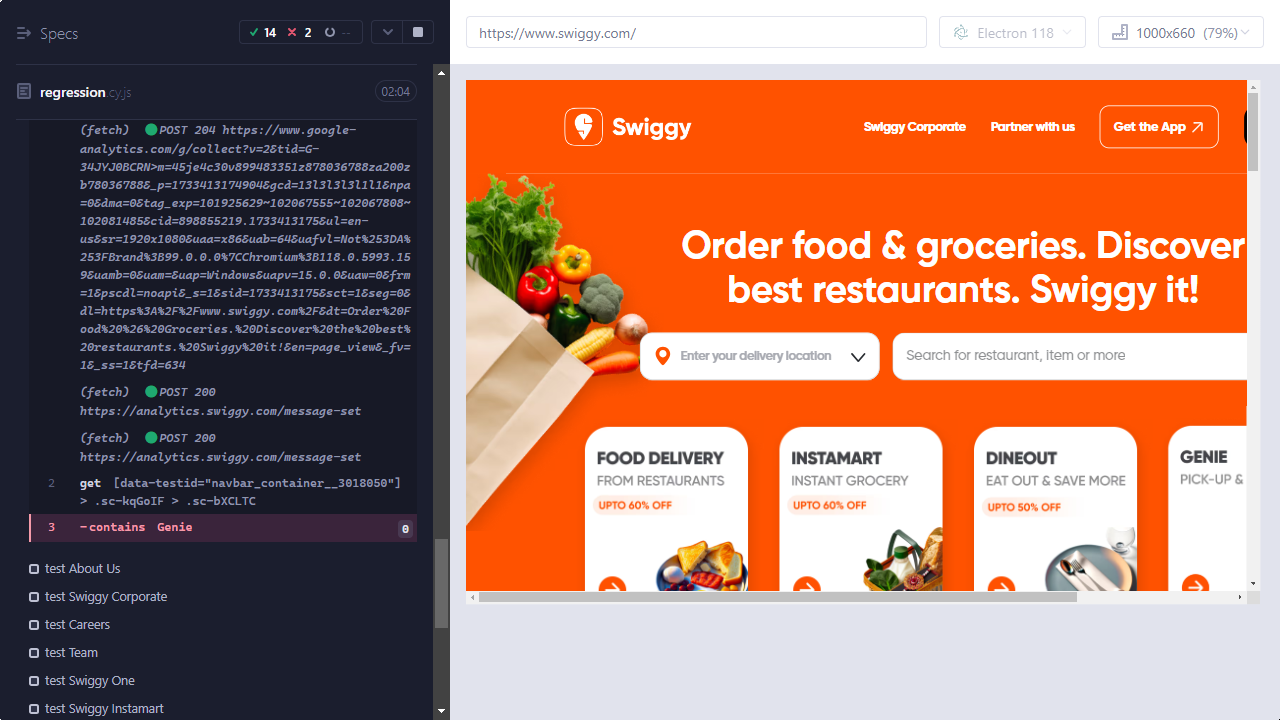 Specs
14
2
--
regression.cy.js
02:04
(fetch) POST 204 https://www.google-
analytics.com/g/collect?v=2&tid=G-
34JYJ0BCRN>m=45je4c30v899483351z878036788za200z
b78036788&_p=1733413174904&gcd=13l3l3l3l1l1&npa
=0&dma=0&tag_exp=101925629~102067555~102067808~
102081485&cid=898855219.1733413175&ul=en-
us&sr=1920x1080&uaa=x86&uab=64&uafvl=Not%253DA%
253FBrand%3B99.0.0.0%7CChromium%3B118.0.5993.15
9&uamb=0&uam=&uap=Windows&uapv=15.0.0&uaw=0&frm
=1&pscdl=noapi&_s=1&sid=1733413175&sct=1&seg=0&
dl=https%3A%2F%2Fwww.swiggy.com%2F&dt=Order%20F
ood%20%26%20Groceries.%20Discover%20the%20best%
20restaurants.%20Swiggy%20it!&en=page_view&_fv=
1&_ss=1&tfd=634
(fetch) POST 200
https://analytics.swiggy.com/message-set
(fetch) POST 200
https://analytics.swiggy.com/message-set
2 get [data-testid="navbar_container__3018050"]
> .sc-kqGoIF > .sc-bXCLTC
3 -contains Genie 0
test About Us
test Swiggy Corporate
test Careers
test Team
test Swiggy One
test Swiggy Instamart
https://www.swiggy.com/
Electron 118
1000x660 (79%)
Swiggy
Swiggy Corporate
Partner with us
Get the App
Order food & groceries. Discover
best restaurants. Swiggy it!
Enter your delivery location
Search for restaurant, item or more
FOOD DELIVERY
FROM RESTAURANTS
UPTO 60% OFF
INSTAMART
INSTANT GROCERY
UPTO 60% OFF
DINEOUT
EAT OUT & SAVE MORE
UPTO 50% OFF
GENIE
PICK-UP &